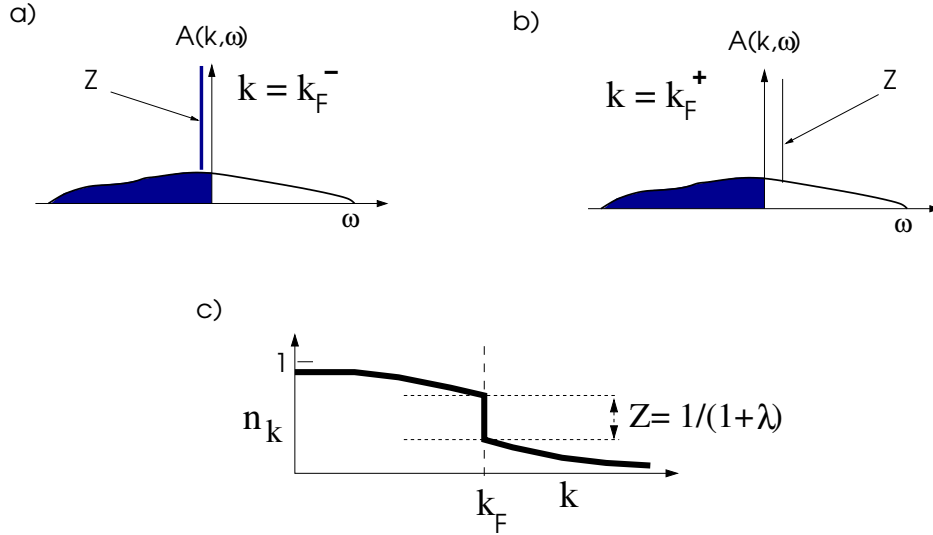 a)
A(k,ω)
Z
k = k_F^-
ω
b)
A(k,ω)
k = k_F^+
Z
ω
c)
1
n_k
Z= 1/(1+λ)
k_F
k